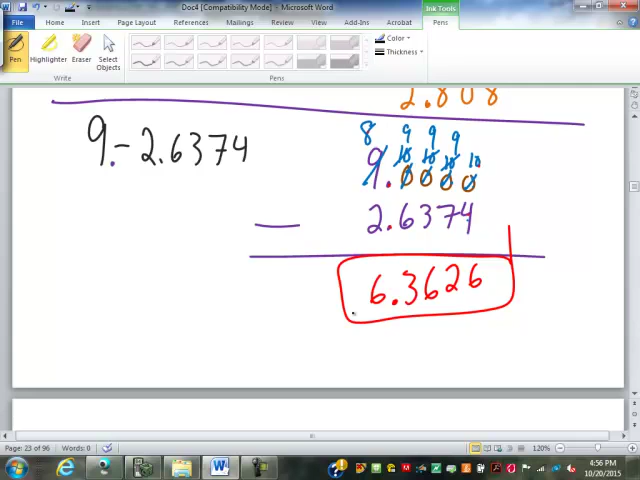 Doc4 [Compatibility Mode] - Microsoft Word
Ink Tools
File Home Insert Page Layout References Mailings Review View Add-Ins Acrobat Pens
Pen Highlighter Eraser Select Objects
Color
Thickness
Write Pens
2.808
9.-2.6374
8 9 9 9
10 10 10 10
9.0000
2.6374
—
6.3626
Page: 23 of 96 Words: 0 120%
4:56 PM
10/20/2015